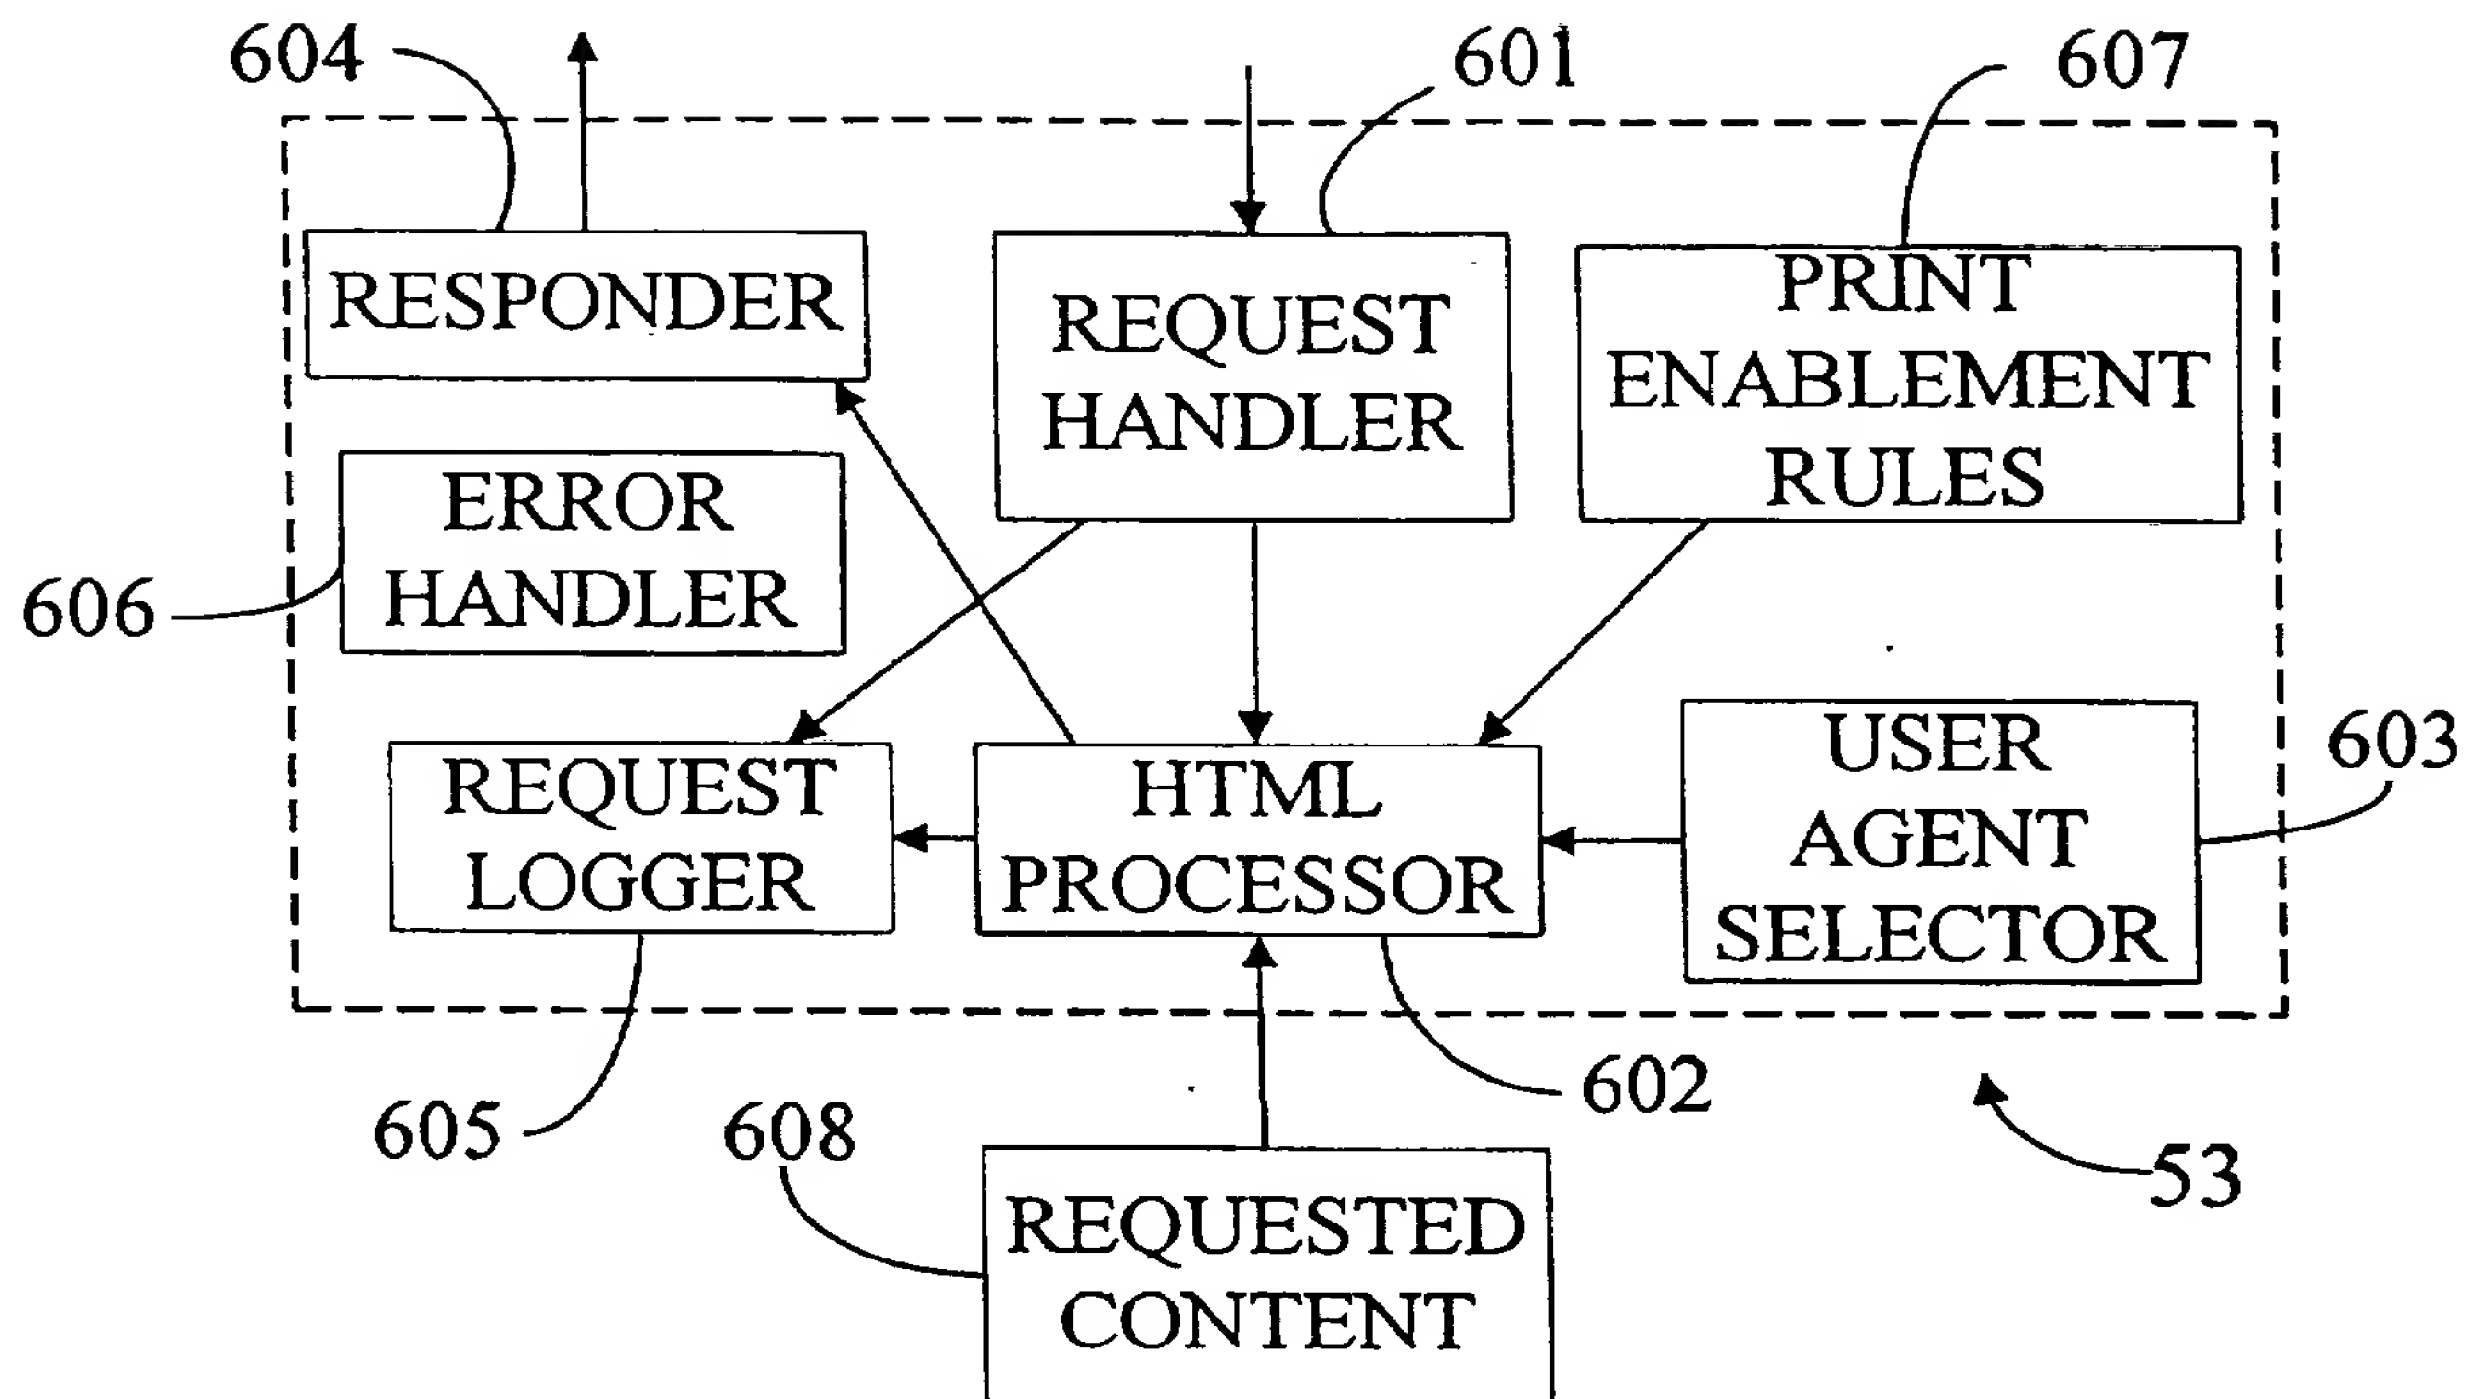 604
601
607
RESPONDER
REQUEST
HANDLER
PRINT
ENABLEMENT
RULES
ERROR
HANDLER
606
REQUEST
LOGGER
HTML
PROCESSOR
USER
AGENT
SELECTOR
603
605
608
602
53
REQUESTED
CONTENT